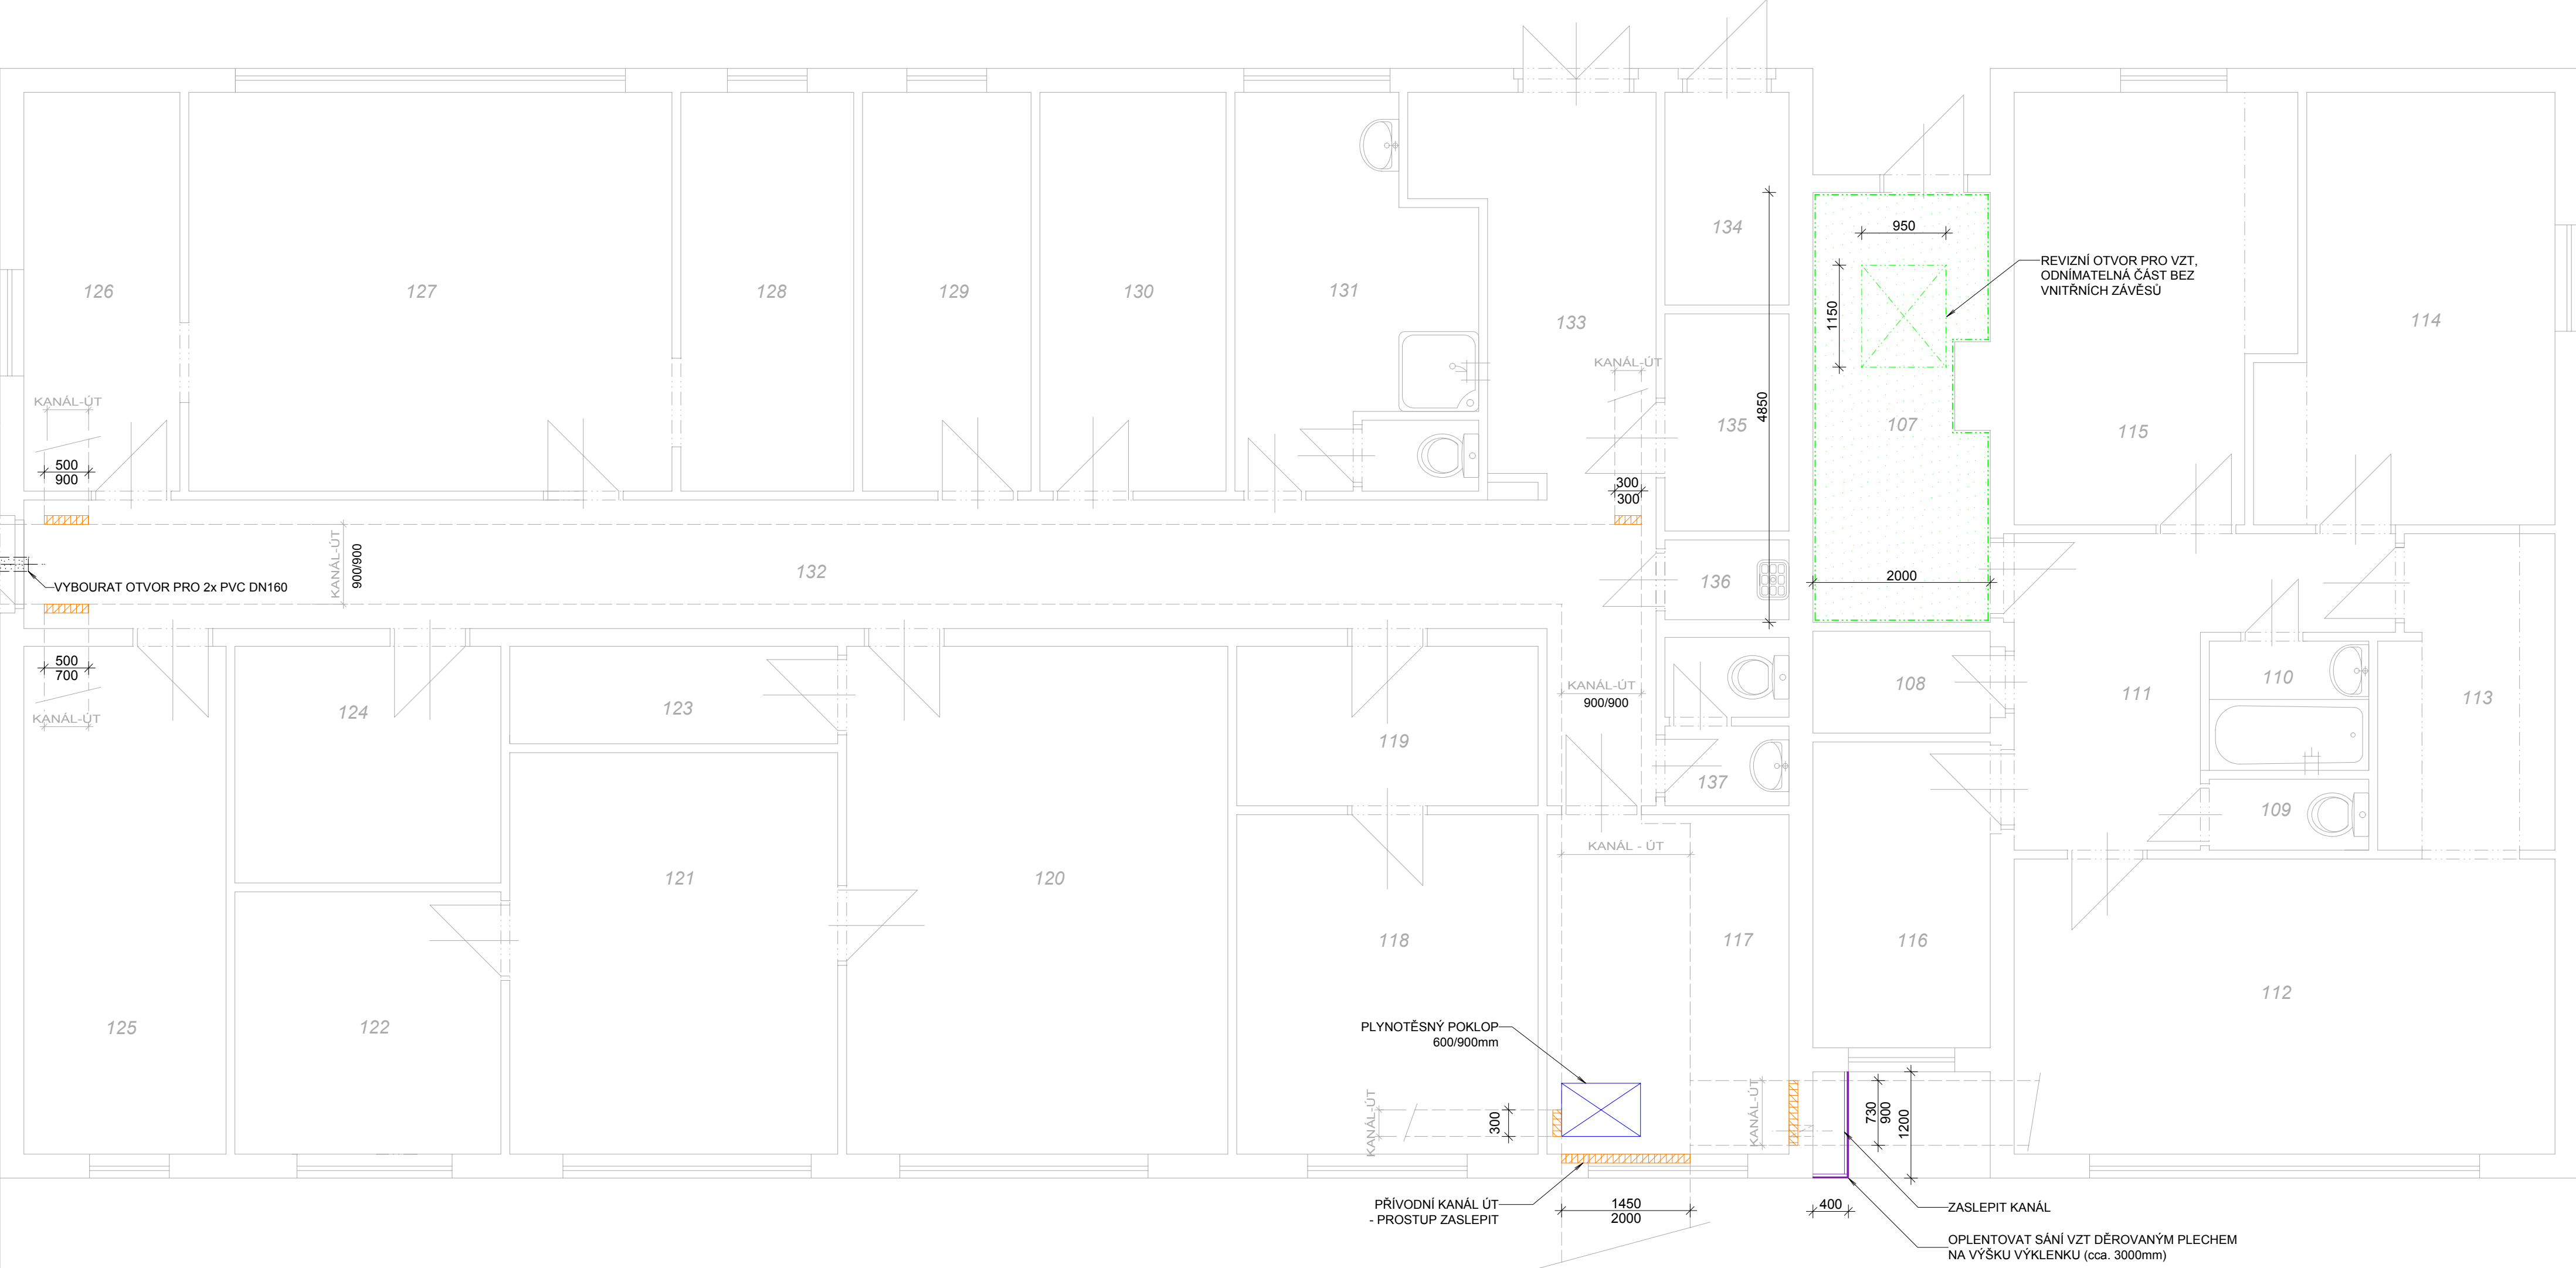 950
REVIZNÍ OTVOR PRO VZT,
ODNÍMATELNÁ ČÁST BEZ
VNITŘNÍCH ZÁVĚSŮ
134
126
127
128
129
130
131
133
1150
114
KANÁL-ÚT
KANÁL-ÚT
4850
135
107
115
500
900
300
300
KANÁL-ÚT
900/900
132
136
2000
VYBOURAT OTVOR PRO 2x PVC DN160
500
700
KANÁL-ÚT
124
123
119
KANÁL-ÚT
900/900
137
108
111
110
113
109
KANÁL - ÚT
121
120
118
117
116
112
125
122
PLYNOTĚSNÝ POKLOP
600/900mm
KANÁL-ÚT
300
KANÁL-ÚT
730
900
1200
PŘÍVODNÍ KANÁL ÚT
- PROSTUP ZASLEPIT
1450
2000
400
ZASLEPIT KANÁL
OPLENTOVAT SÁNÍ VZT DĚROVANÝM PLECHEM
NA VÝŠKU VÝKLENKU (cca. 3000mm)